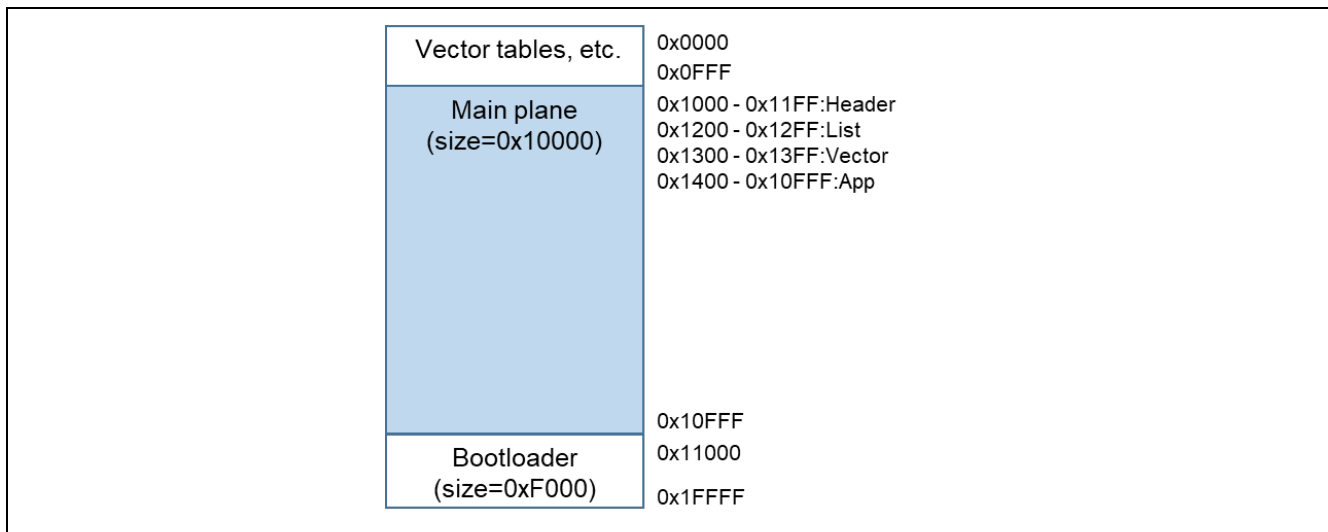 Vector tables, etc.
0x0000
0x0FFF
Main plane
(size=0x10000)
0x1000 - 0x11FF:Header
0x1200 - 0x12FF:List
0x1300 - 0x13FF:Vector
0x1400 - 0x10FFF:App
0x10FFF
Bootloader
(size=0xF000)
0x11000
0x1FFFF